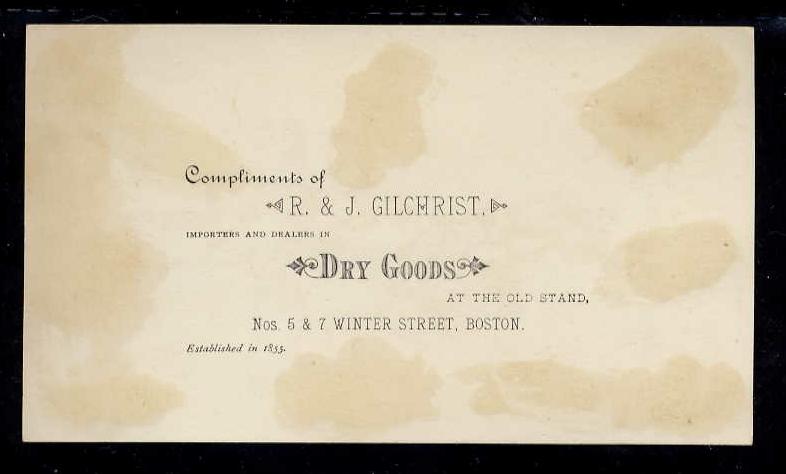 Compliments of
R. & J. GILCHRIST.
IMPORTERS AND DEALERS IN
DRY GOODS
AT THE OLD STAND,
Nos. 5 & 7 WINTER STREET, BOSTON.
Established in 1855.